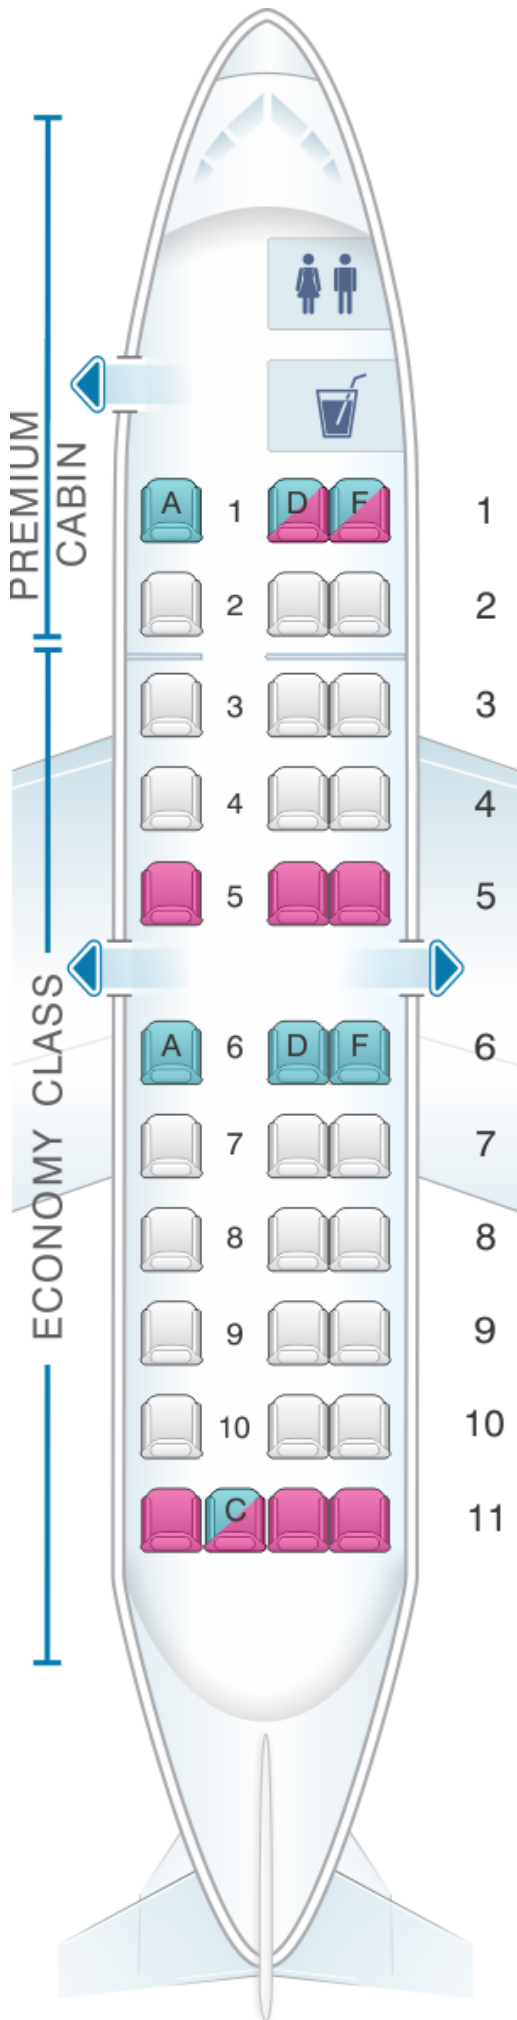 PREMIUM
CABIN
A 1 D F 1
2 2
3 3
4 4
5 5
A 6 D F 6
ECONOMY CLASS
7 7
8 8
9 9
10 10
C 11